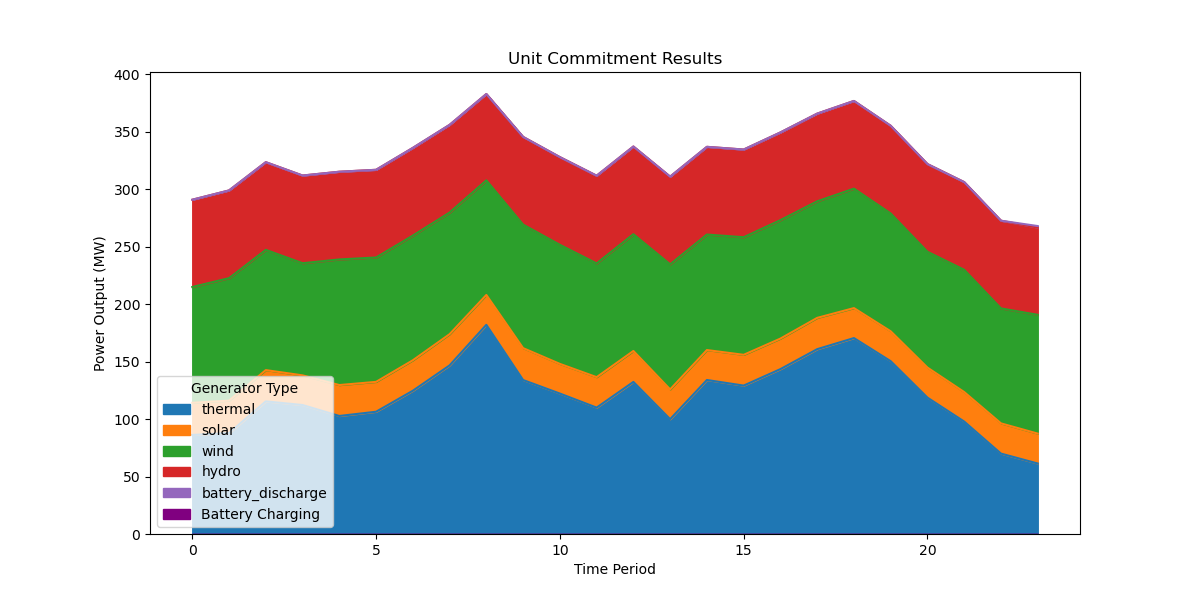 Unit Commitment Results
Power Output (MW)
400
350
300
250
200
150
100
50
0
Generator Type
thermal
solar
wind
hydro
battery_discharge
Battery Charging
0 5 10 15 20
Time Period